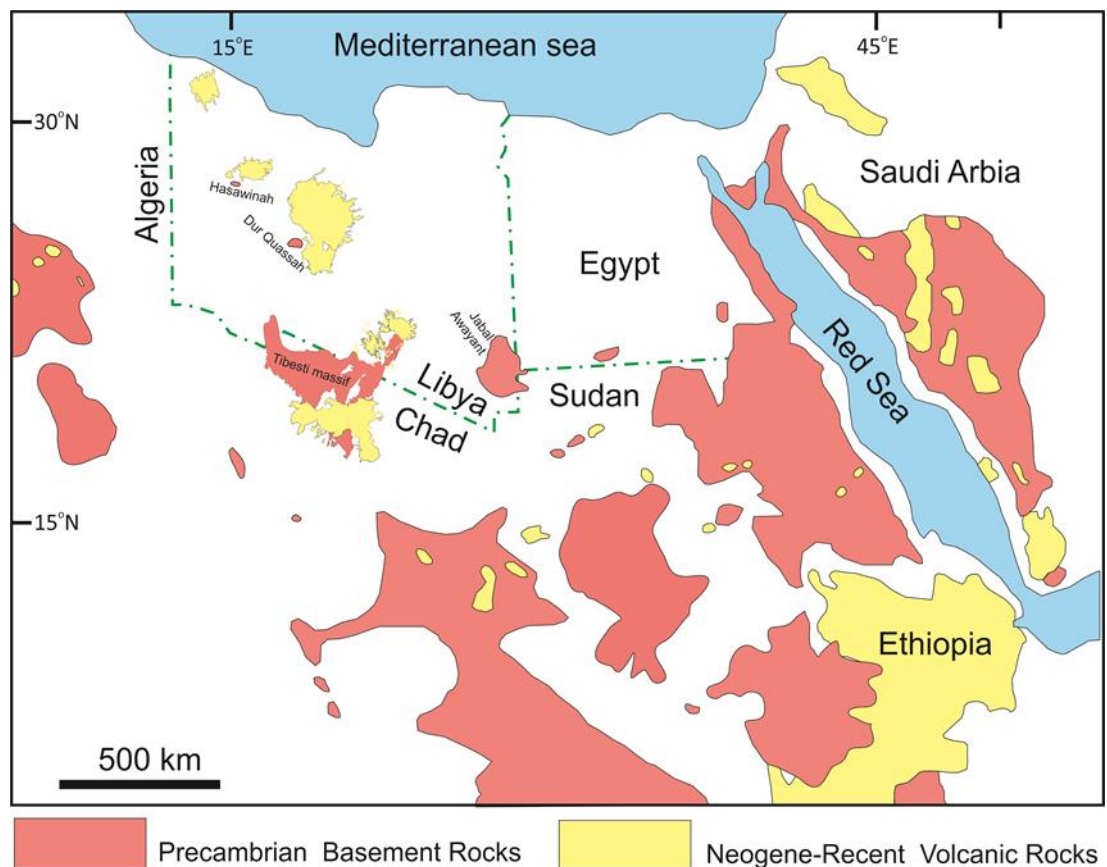 15°E
45°E
Mediterranean sea
30°N
Algeria
Hasawinah
Dur Quassah
Saudi Arbia
Egypt
Jabal
Awayant
Red Sea
Tibesti massif
Libya
Sudan
Chad
15°N
Ethiopia
500 km
Precambrian Basement Rocks
Neogene-Recent Volcanic Rocks